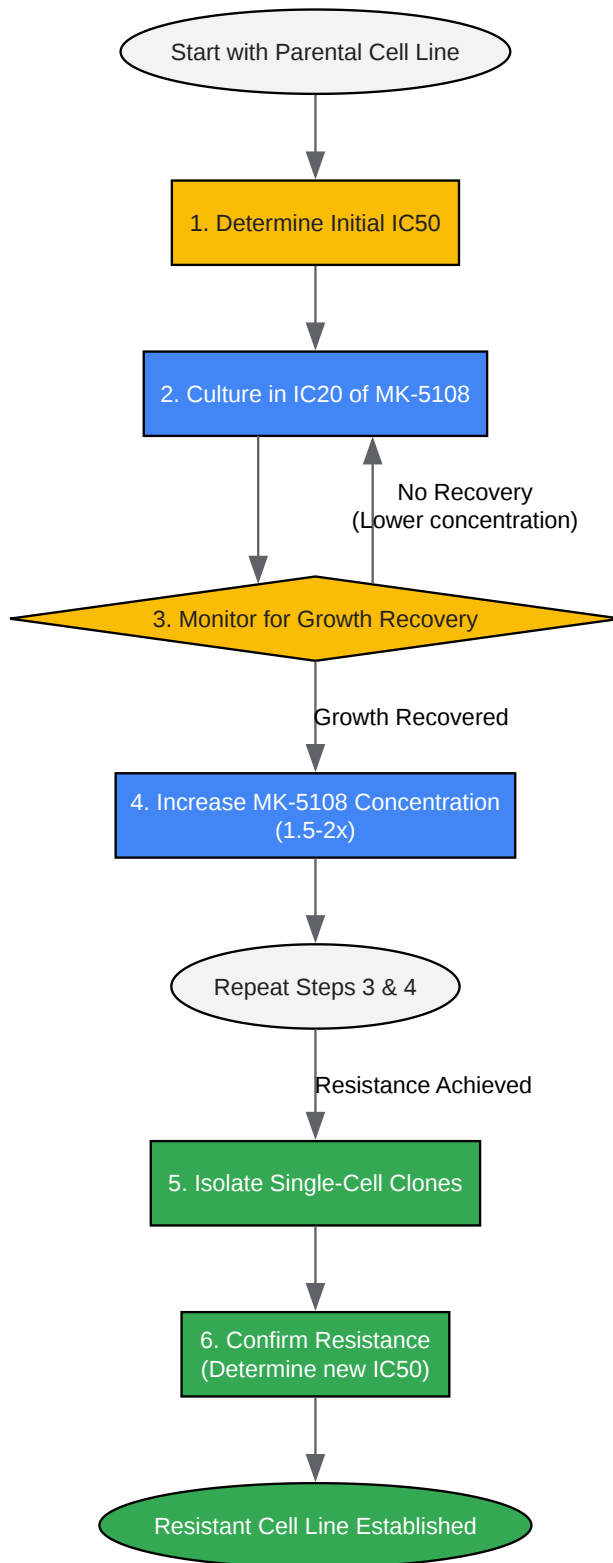 Start with Parental Cell Line
1. Determine Initial IC50
2. Culture in IC20 of MK-5108
No Recovery
(Lower concentration)
3. Monitor for Growth Recovery
Growth Recovered
4. Increase MK-5108 Concentration
(1.5-2x)
Repeat Steps 3 & 4
Resistance Achieved
5. Isolate Single-Cell Clones
6. Confirm Resistance
(Determine new IC50)
Resistant Cell Line Established